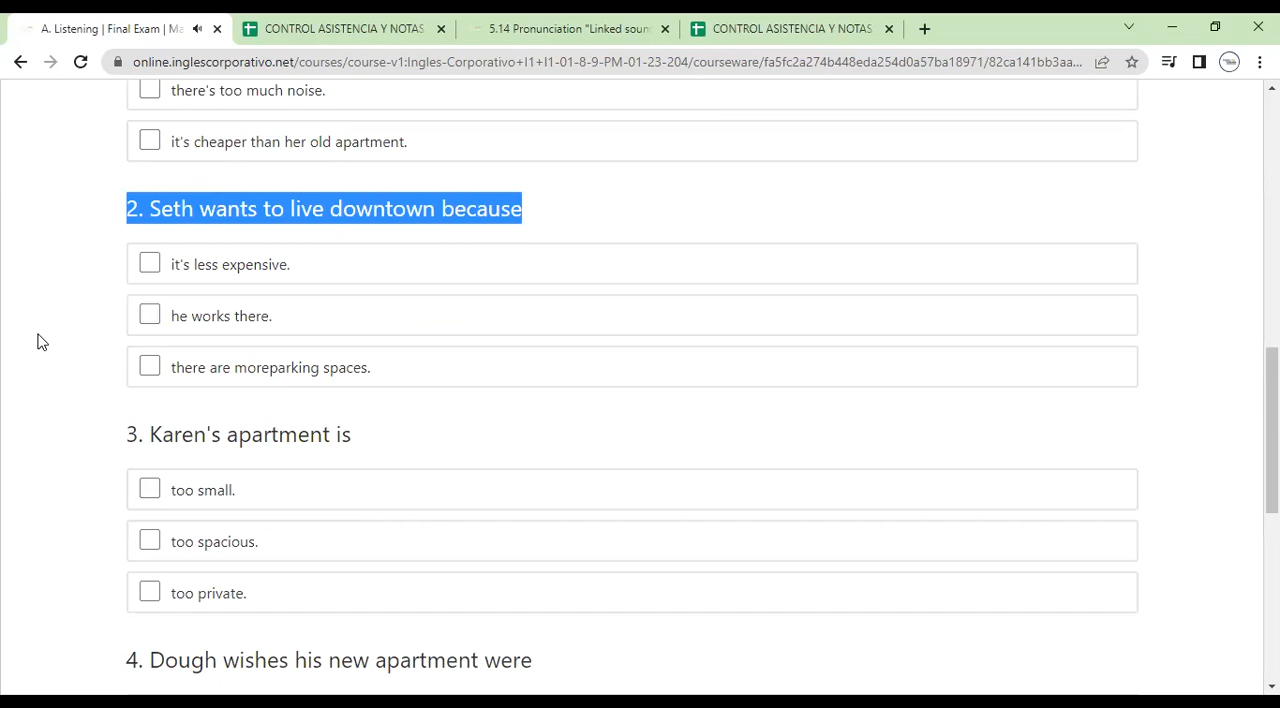 A. Listening | Final Exam | Ma
CONTROL ASISTENCIA Y NOTAS
5.14 Pronunciation "Linked soun
CONTROL ASISTENCIA Y NOTAS
online.inglescorporativo.net/courses/course-v1:Ingles-Corporativo+I1+I1-01-8-9-PM-01-23-204/courseware/fa5fc2a274b448eda254d0a57ba18971/82ca141bb3aa...
there's too much noise.
it's cheaper than her old apartment.
2. Seth wants to live downtown because
it's less expensive.
he works there.
there are moreparking spaces.
3. Karen's apartment is
too small.
too spacious.
too private.
4. Dough wishes his new apartment were